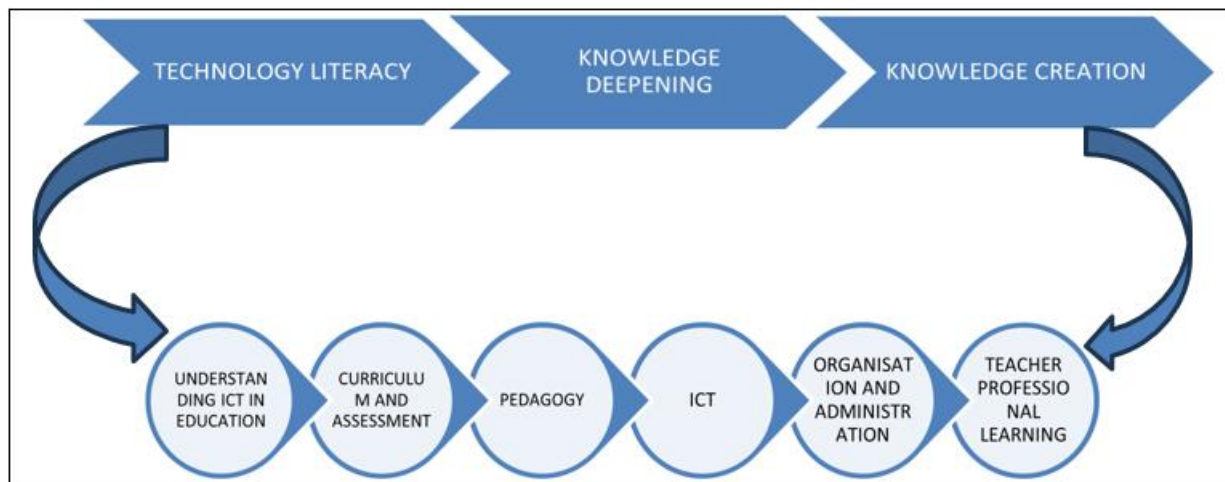 TECHNOLOGY LITERACY
KNOWLEDGE
DEEPENING
KNOWLEDGE CREATION
UNDERSTAN
DING ICT IN
EDUCATION
CURRICULU
M AND
ASSESSMENT
PEDAGOGY
ICT
ORGANISAT
ION AND
ADMINISTR
ATION
TEACHER
PROFESSIO
NAL
LEARNING